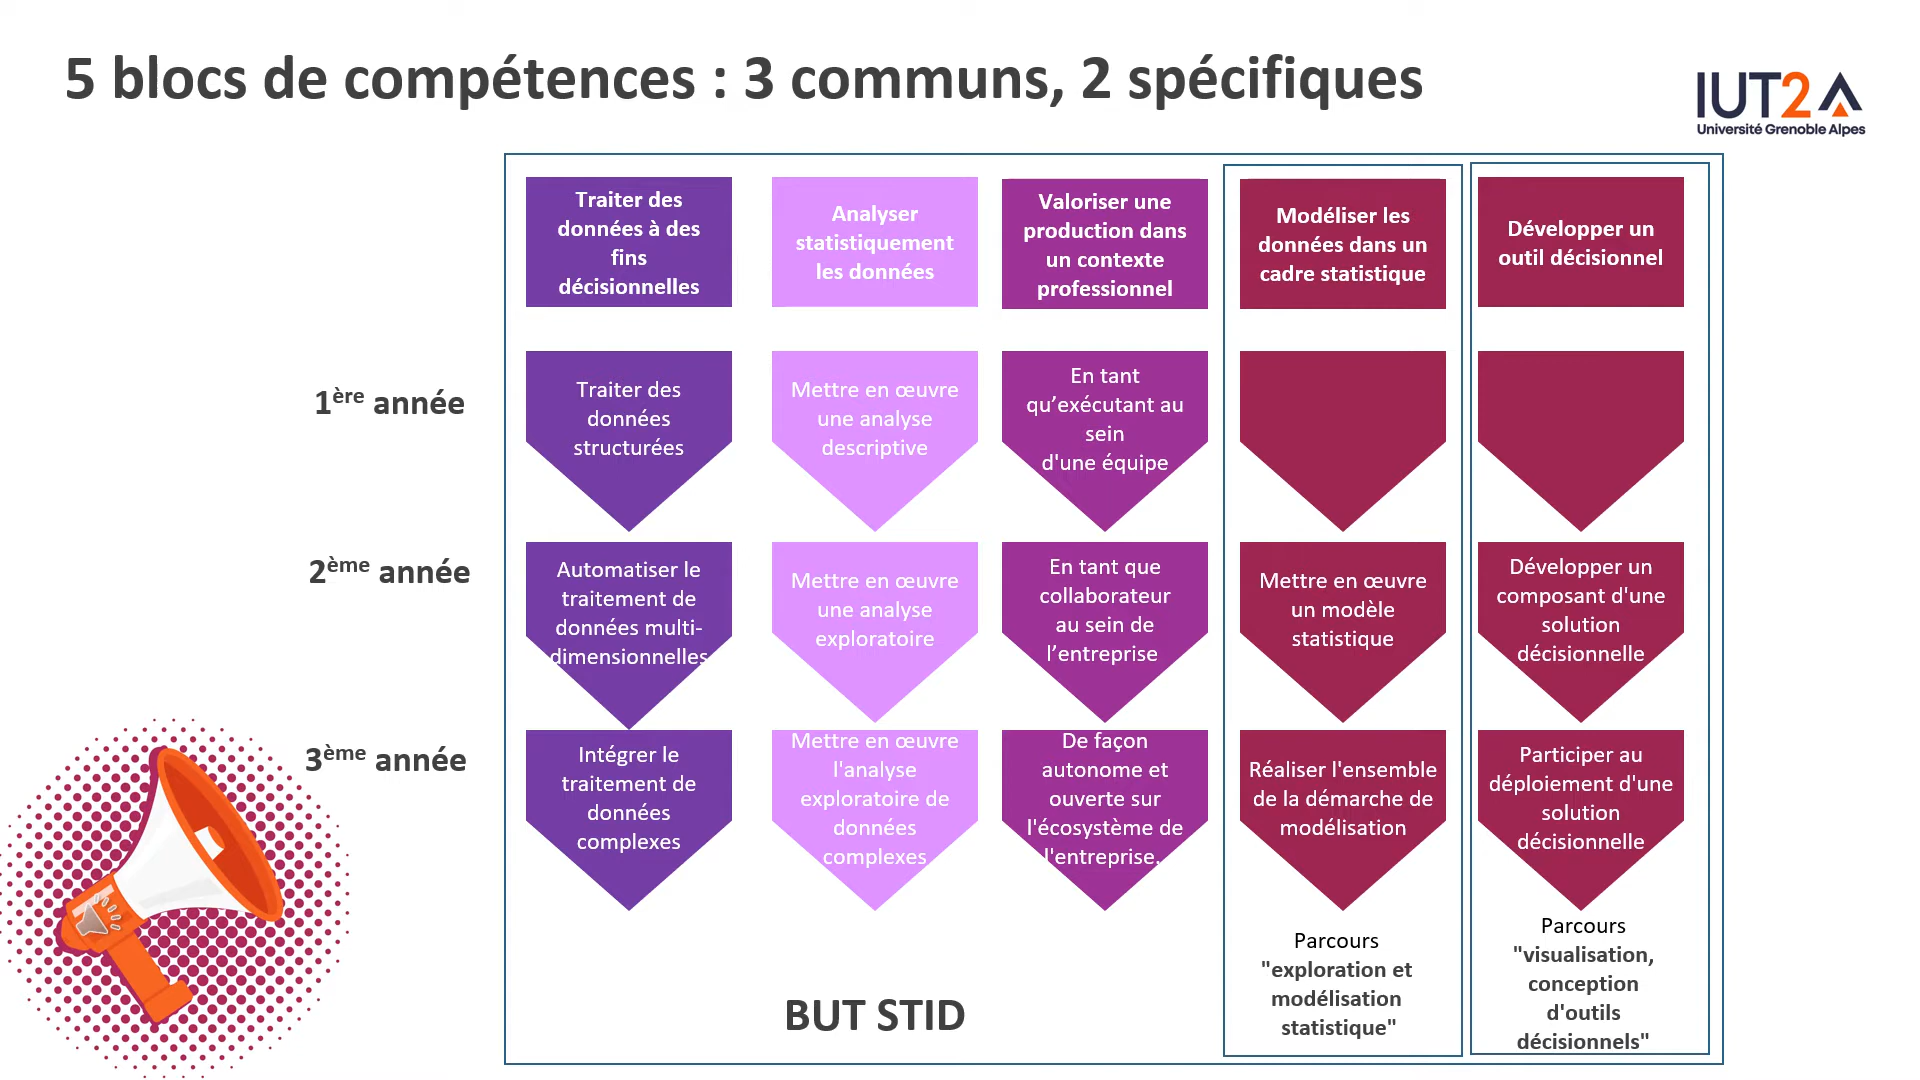 5 blocs de compétences : 3 communs, 2 spécifiques
IUT2
Université Grenoble Alpes
Traiter des
données à des
fins
décisionnelles
Analyser
statistiquement
les données
Valoriser une
production dans
un contexte
professionnel
Modéliser les
données dans un
cadre statistique
Développer un
outil décisionnel
1ère année
Traiter des
données
structurées
Mettre en œuvre
une analyse
descriptive
En tant
qu’exécutant au
sein
d'une équipe
2ème année
Automatiser le
traitement de
données multi-
dimensionnelles
Mettre en œuvre
une analyse
exploratoire
En tant que
collaborateur
au sein de
l’entreprise
Mettre en œuvre
un modèle
statistique
Développer un
composant d'une
solution
décisionnelle
3ème année
Intégrer le
traitement de
données
complexes
Mettre en œuvre
l'analyse
exploratoire de
données
complexes
De façon
autonome et
ouverte sur
l'écosystème de
l'entreprise.
Réaliser l'ensemble
de la démarche de
modélisation
Participer au
déploiement d'une
solution
décisionnelle
BUT STID
Parcours
"exploration et
modélisation
statistique"
Parcours
"visualisation,
conception
d'outils
décisionnels"